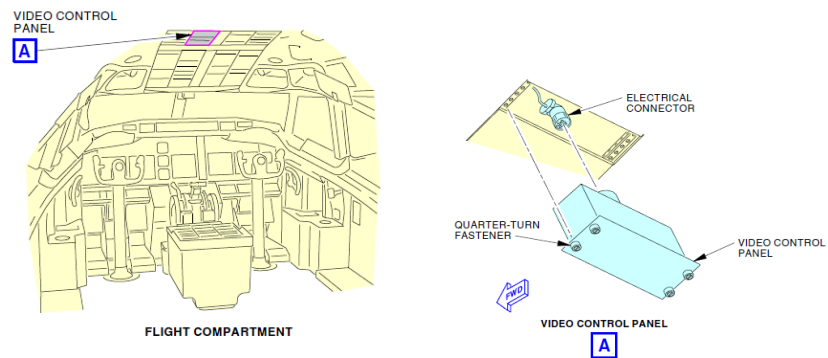 VIDEO CONTROL
PANEL
A
FLIGHT COMPARTMENT
ELECTRICAL
CONNECTOR
QUARTER-TURN
FASTENER
VIDEO CONTROL
PANEL
FWD
VIDEO CONTROL PANEL
A